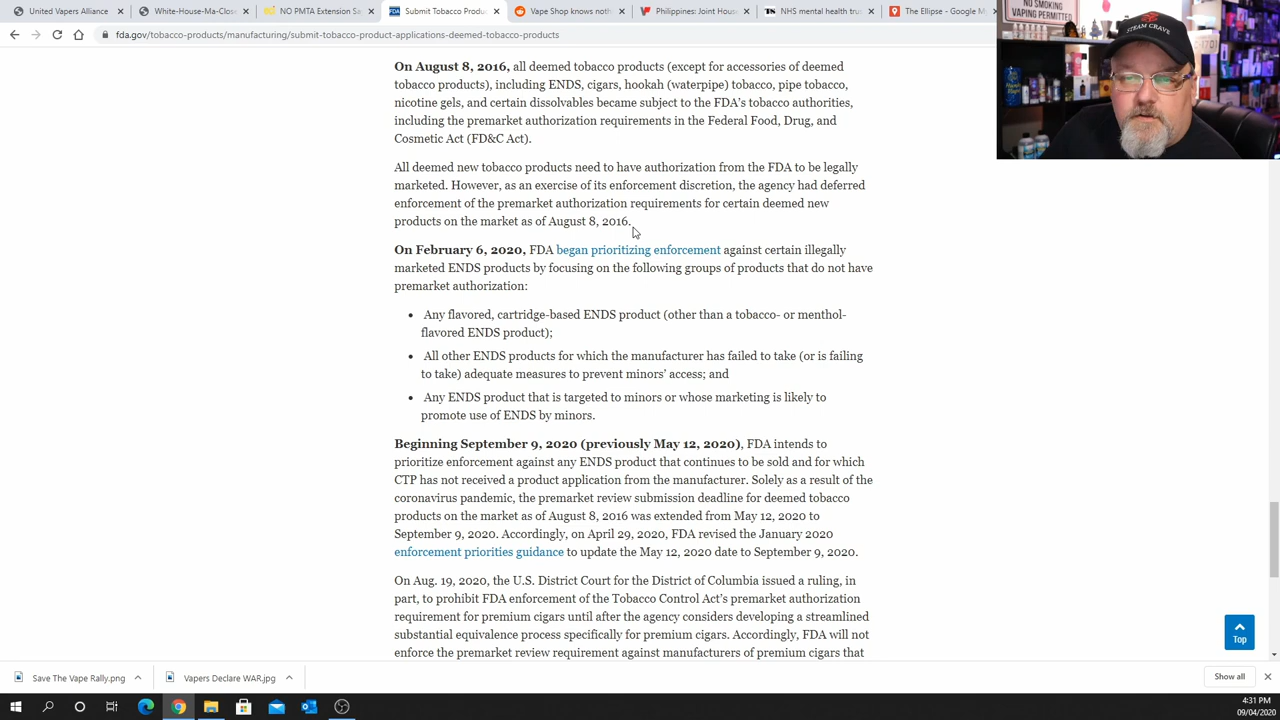 United Vapers Alliance
White-House-Ma-Close
NO PMTA Extension Se
Submit Tobacco Produc
Vape Shop knows noth
Philippines: Joint House
NHS mental health trus
The Ellipse - Google M
fda.gov/tobacco-products/manufacturing/submit-tobacco-product-applications-deemed-tobacco-products
NO SMOKING
VAPING PERMITTED
STEAM CRAVE
On August 8, 2016, all deemed tobacco products (except for accessories of deemed
tobacco products), including ENDS, cigars, hookah (waterpipe) tobacco, pipe tobacco,
nicotine gels, and certain dissolvables became subject to the FDA's tobacco authorities,
including the premarket authorization requirements in the Federal Food, Drug, and
Cosmetic Act (FD&C Act).
All deemed new tobacco products need to have authorization from the FDA to be legally
marketed. However, as an exercise of its enforcement discretion, the agency had deferred
enforcement of the premarket authorization requirements for certain deemed new
products on the market as of August 8, 2016.
On February 6, 2020, FDA began prioritizing enforcement against certain illegally
marketed ENDS products by focusing on the following groups of products that do not have
premarket authorization:
• Any flavored, cartridge-based ENDS product (other than a tobacco- or menthol-
flavored ENDS product);
• All other ENDS products for which the manufacturer has failed to take (or is failing
to take) adequate measures to prevent minors' access; and
• Any ENDS product that is targeted to minors or whose marketing is likely to
promote use of ENDS by minors.
Beginning September 9, 2020 (previously May 12, 2020), FDA intends to
prioritize enforcement against any ENDS product that continues to be sold and for which
CTP has not received a product application from the manufacturer. Solely as a result of the
coronavirus pandemic, the premarket review submission deadline for deemed tobacco
products on the market as of August 8, 2016 was extended from May 12, 2020 to
September 9, 2020. Accordingly, on April 29, 2020, FDA revised the January 2020
enforcement priorities guidance to update the May 12, 2020 date to September 9, 2020.
On Aug. 19, 2020, the U.S. District Court for the District of Columbia issued a ruling, in
part, to prohibit FDA enforcement of the Tobacco Control Act's premarket authorization
requirement for premium cigars until after the agency considers developing a streamlined
substantial equivalence process specifically for premium cigars. Accordingly, FDA will not
enforce the premarket review requirement against manufacturers of premium cigars that
Top
Save The Vape Rally.png
Vapers Declare WAR.jpg
Show all
4:31 PM
09/04/2020